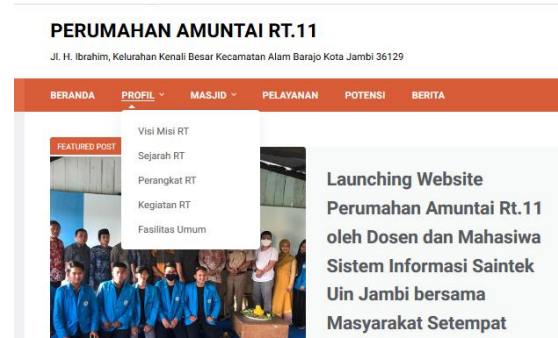 PERUMAHAN AMUNTAI RT.11
Jl. H. Ibrahim, Kelurahan Kenali Besar Kecamatan Alam Barajo Kota Jambi 36129
BERANDA PROFIL MASJID PELAYANAN POTENSI BERITA
Visi Misi RT
Sejarah RT
Perangkat RT
Kegiatan RT
Fasilitas Umum
FEATURED POST
Launching Website
Perumahan Amuntai Rt.11
oleh Dosen dan Mahasiwa
Sistem Informasi Saintek
Uin Jambi bersama
Masyarakat Setempat